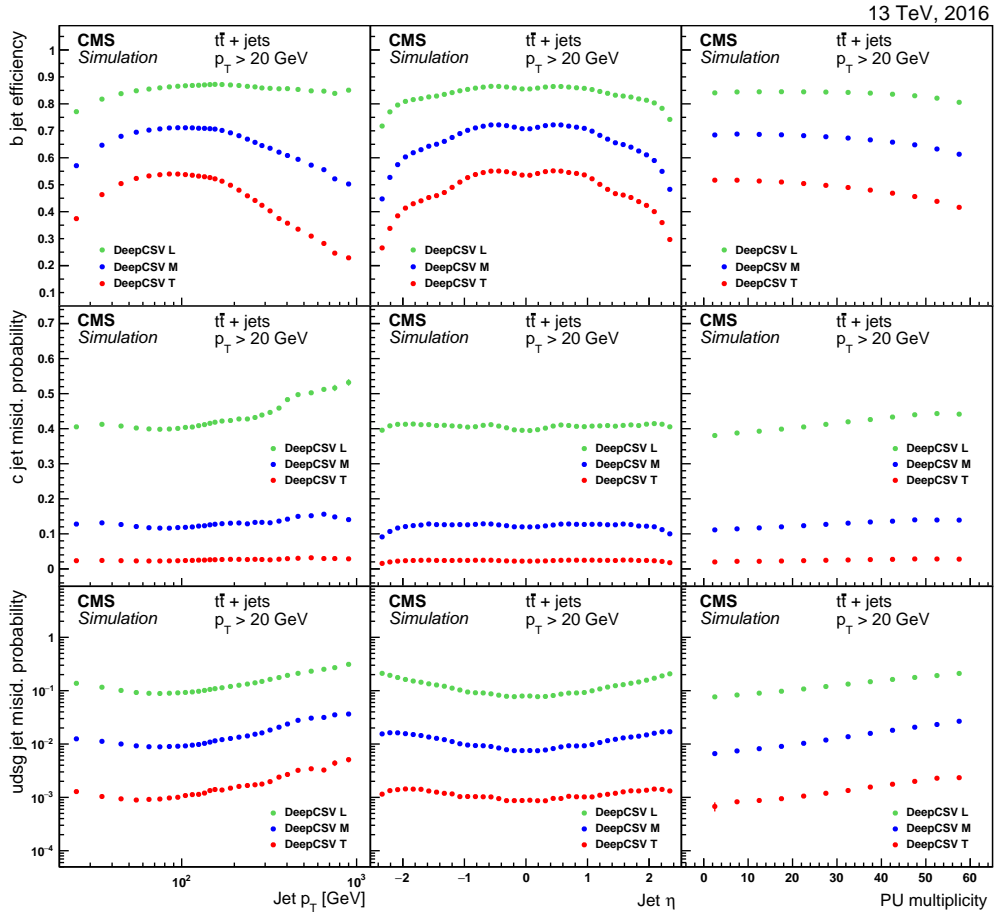 13 TeV, 2016
CMS
Simulation
tt̄ + jets
p_T > 20 GeV
CMS
Simulation
tt̄ + jets
p_T > 20 GeV
CMS
Simulation
tt̄ + jets
p_T > 20 GeV
b jet efficiency
1
0.9
0.8
0.7
0.6
0.5
0.4
0.3
0.2
0.1
DeepCSV L
DeepCSV M
DeepCSV T
DeepCSV L
DeepCSV M
DeepCSV T
DeepCSV L
DeepCSV M
DeepCSV T
CMS
Simulation
tt̄ + jets
p_T > 20 GeV
CMS
Simulation
tt̄ + jets
p_T > 20 GeV
CMS
Simulation
tt̄ + jets
p_T > 20 GeV
c jet misid. probability
0.7
0.6
0.5
0.4
0.3
0.2
0.1
0
DeepCSV L
DeepCSV M
DeepCSV T
DeepCSV L
DeepCSV M
DeepCSV T
DeepCSV L
DeepCSV M
DeepCSV T
CMS
Simulation
tt̄ + jets
p_T > 20 GeV
CMS
Simulation
tt̄ + jets
p_T > 20 GeV
CMS
Simulation
tt̄ + jets
p_T > 20 GeV
udsg jet misid. probability
1
10⁻¹
10⁻²
10⁻³
10⁻⁴
DeepCSV L
DeepCSV M
DeepCSV T
DeepCSV L
DeepCSV M
DeepCSV T
DeepCSV L
DeepCSV M
DeepCSV T
10² 10³
Jet p_T [GeV]
−2 −1 0 1 2
Jet η
0 10 20 30 40 50 60
PU multiplicity